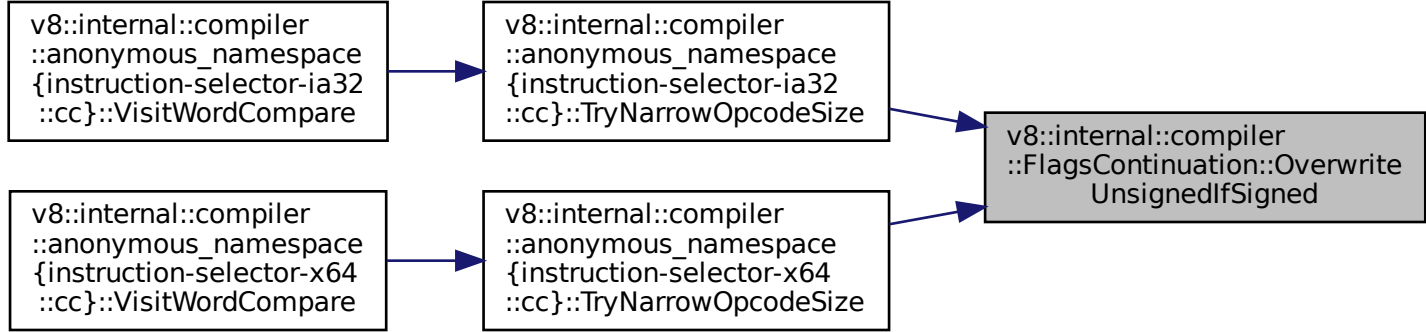 v8::internal::compiler
::anonymous_namespace
{instruction-selector-ia32
::cc}::VisitWordCompare
v8::internal::compiler
::anonymous_namespace
{instruction-selector-ia32
::cc}::TryNarrowOpcodeSize
v8::internal::compiler
::FlagsContinuation::Overwrite
UnsignedIfSigned
v8::internal::compiler
::anonymous_namespace
{instruction-selector-x64
::cc}::VisitWordCompare
v8::internal::compiler
::anonymous_namespace
{instruction-selector-x64
::cc}::TryNarrowOpcodeSize